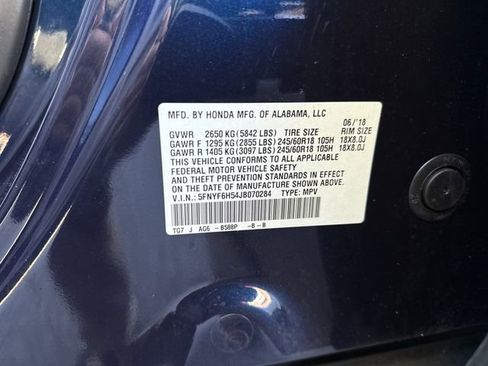 MFD. BY HONDA MFG. OF ALABAMA, LLC
06/'18
GVWR 2650 KG (5842 LBS) TIRE SIZE RIM SIZE
GAWR F 1295 KG (2855 LBS) 245/60R18 105H 18X8.0J
GAWR R 1405 KG (3097 LBS) 245/60R18 105H 18X8.0J
THIS VEHICLE CONFORMS TO ALL APPLICABLE
FEDERAL MOTOR VEHICLE SAFETY
AND THEFT PREVENTION STANDARDS IN EFFECT
ON THE DATE OF MANUFACTURE SHOWN ABOVE.
V.I.N.: 5FNYF6H54JB070284 TYPE: MPV
TG7 J AG6 -B588P -B-B